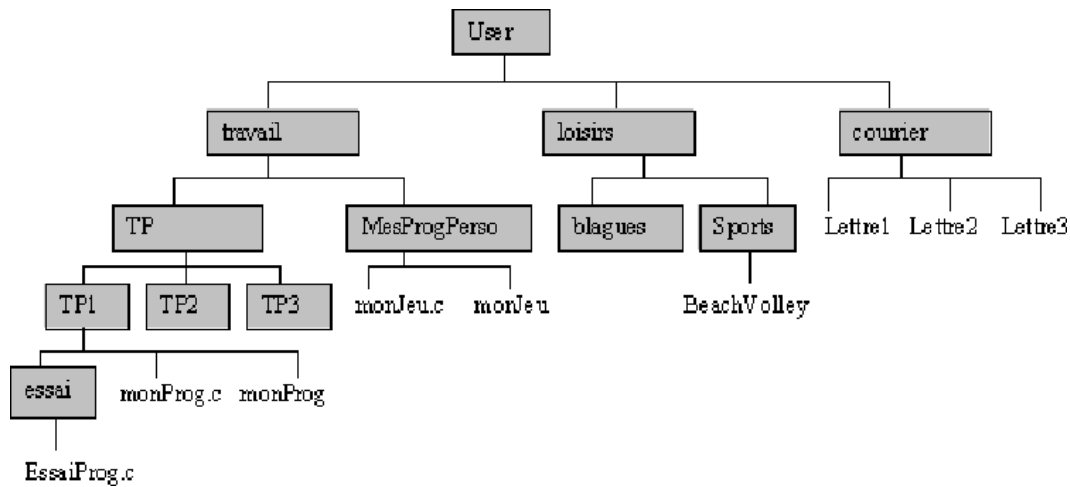 User
travail loisirs courrier
TP MesProgPerso blagues Sports Lettre1 Lettre2 Lettre3
TP1 TP2 TP3 monJeu.c monJeu BeachVolley
essai monProg.c monProg
EssaiProg.c